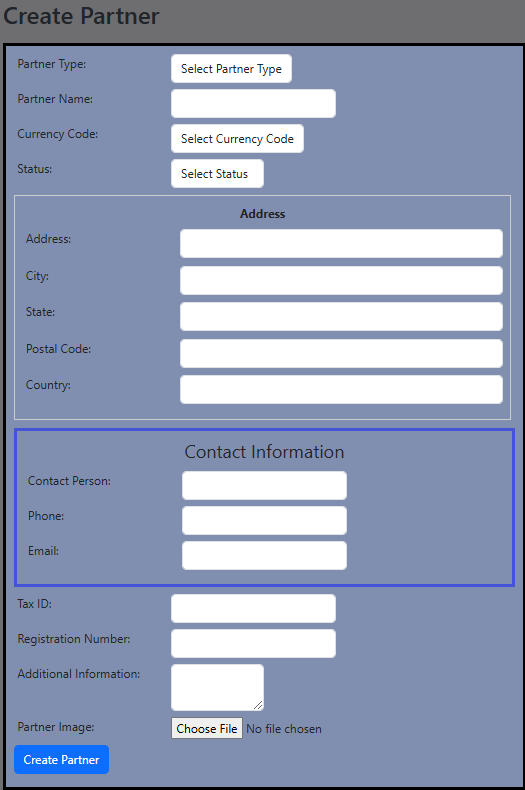 Create Partner
Partner Type: Select Partner Type
Partner Name:
Currency Code: Select Currency Code
Status: Select Status
Address
Address:
City:
State:
Postal Code:
Country:
Contact Information
Contact Person:
Phone:
Email:
Tax ID:
Registration Number:
Additional Information:
Partner Image: Choose File No file chosen
Create Partner